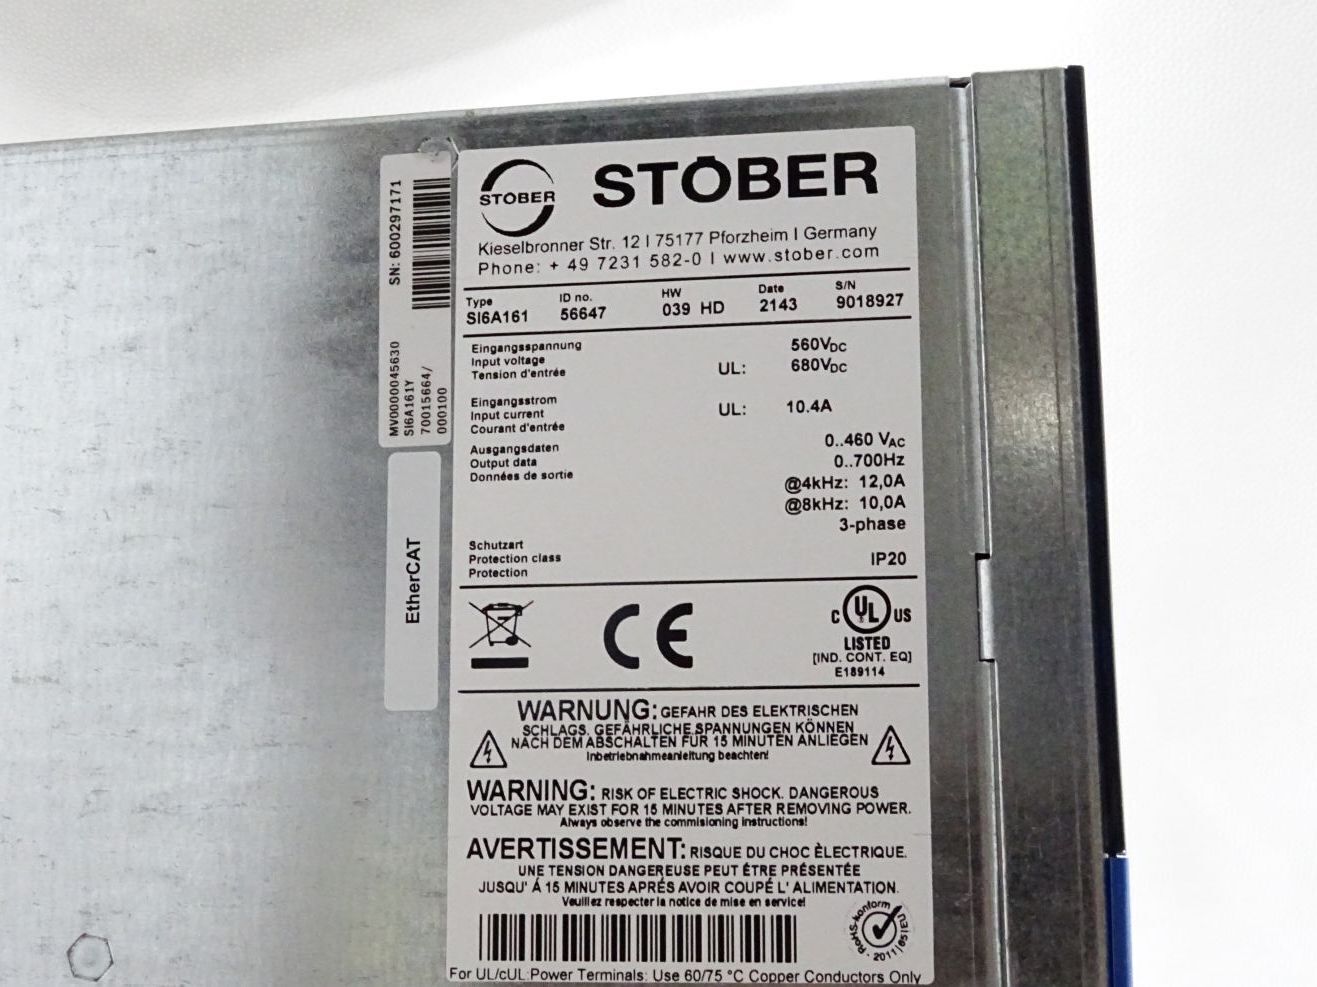 SN: 600297171
MV0000045630
SI6A161Y
70015664/
000100
EtherCAT
STÖBER
STÖBER
Kieselbronner Str. 12 I 75177 Pforzheim I Germany
Phone: + 49 7231 582-0 I www.stober.com
Type ID no. HW Date S/N
SI6A161 56647 039 HD 2143 9018927
Eingangsspannung 560VDC
Input voltage UL: 680VDC
Tension d'entrée
Eingangsstrom
Input current UL: 10.4A
Courant d'entrée
Ausgangsdaten 0..460 VAC
Output data 0..700Hz
Données de sortie @4kHz: 12,0A
@8kHz: 10,0A
3-phase
Schutzart
Protection class IP20
Protection
CE
C UL US
LISTED
[IND. CONT. EQ]
E189114
WARNUNG: GEFAHR DES ELEKTRISCHEN
SCHLAGS. GEFÄHRLICHE SPANNUNGEN KÖNNEN
NACH DEM ABSCHALTEN FÜR 15 MINUTEN ANLIEGEN
Inbetriebnahmeanleitung beachten!
WARNING: RISK OF ELECTRIC SHOCK. DANGEROUS
VOLTAGE MAY EXIST FOR 15 MINUTES AFTER REMOVING POWER.
Always observe the commisioning instructions!
AVERTISSEMENT: RISQUE DU CHOC ÈLECTRIQUE.
UNE TENSION DANGEREUSE PEUT ÊTRE PRÉSENTÉE
JUSQU' Á 15 MINUTES APRÉS AVOIR COUPÉ L' ALIMENTATION.
Veuillez respecter la notice de mise en service!
RoHS-konform
2011|65|EU
For UL/cUL:Power Terminals: Use 60/75 °C Copper Conductors Only